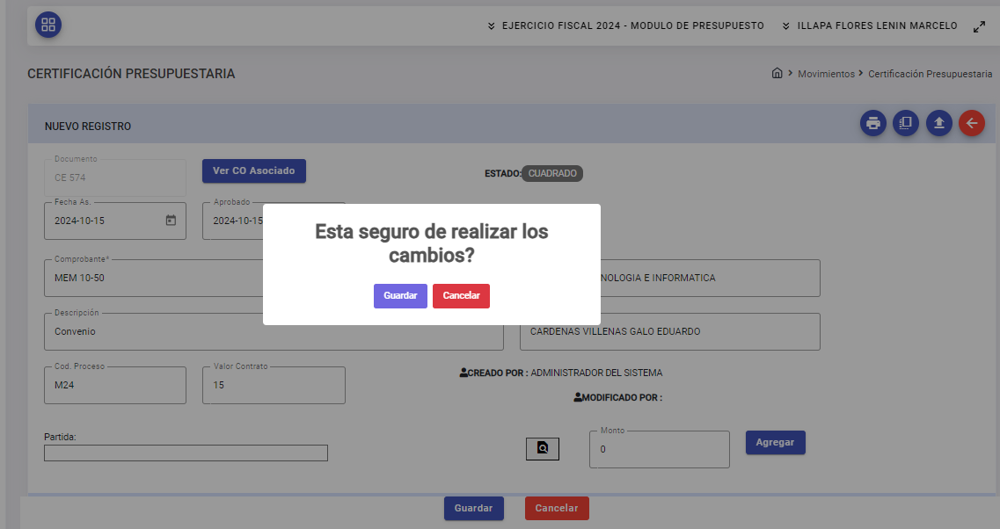 EJERCICIO FISCAL 2024 - MODULO DE PRESUPUESTO
ILLAPA FLORES LENIN MARCELO
CERTIFICACIÓN PRESUPUESTARIA
Movimientos > Certificación Presupuestaria
NUEVO REGISTRO
Documento
CE 574
Ver CO Asociado
ESTADO: CUADRADO
Fecha As.
2024-10-15
Aprobado
2024-10-15
Esta seguro de realizar los
cambios?
Guardar
Cancelar
Comprobante*
MEM 10-50
NOLOGIA E INFORMATICA
Descripción
Convenio
CARDENAS VILLENAS GALO EDUARDO
Cod. Proceso
M24
Valor Contrato
15
CREADO POR : ADMINISTRADOR DEL SISTEMA
MODIFICADO POR :
Partida:
Monto
0
Agregar
Guardar
Cancelar